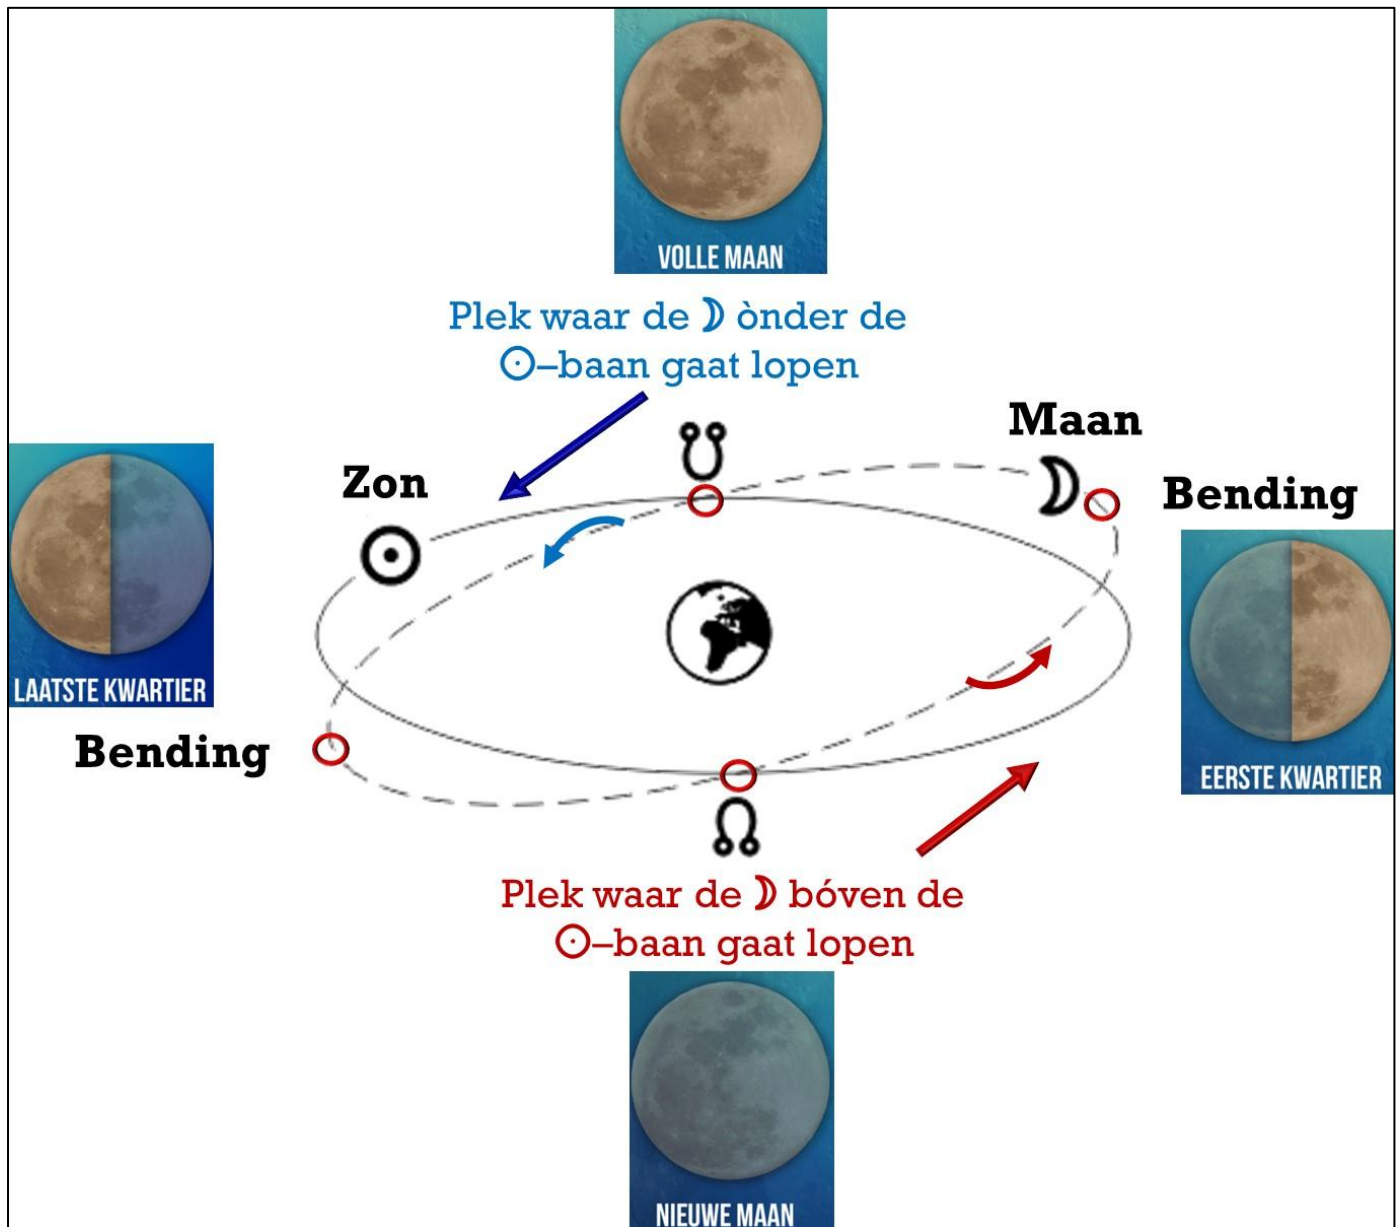 VOLLE MAAN
Plek waar de ☽ ònder de
☉–baan gaat lopen
Maan
Zon
☋
☽
Bending
☉
LAATSTE KWARTIER
Bending
EERSTE KWARTIER
☊
Plek waar de ☽ bóven de
☉–baan gaat lopen
NIEUWE MAAN